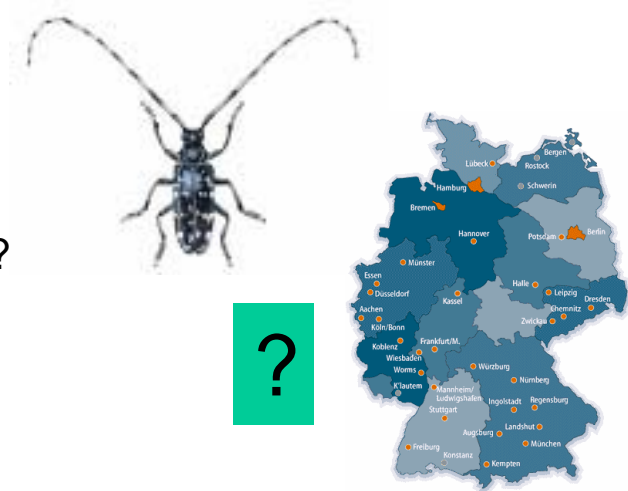 ?
?
Bergen
Lübeck
Rostock
Hamburg
Schwerin
Bremen
Hannover
Potsdam
Berlin
Münster
Essen
Düsseldorf
Halle
Leipzig
Kassel
Dresden
Aachen
Chemnitz
Köln/Bonn
Zwickau
Koblenz
Frankfurt/M.
Wiesbaden
Worms
Würzburg
K'lautern
Nürnberg
Mannheim/
Ludwigshafen
Ingolstadt
Regensburg
Stuttgart
Augsburg
Landshut
München
Freiburg
Konstanz
Kempten